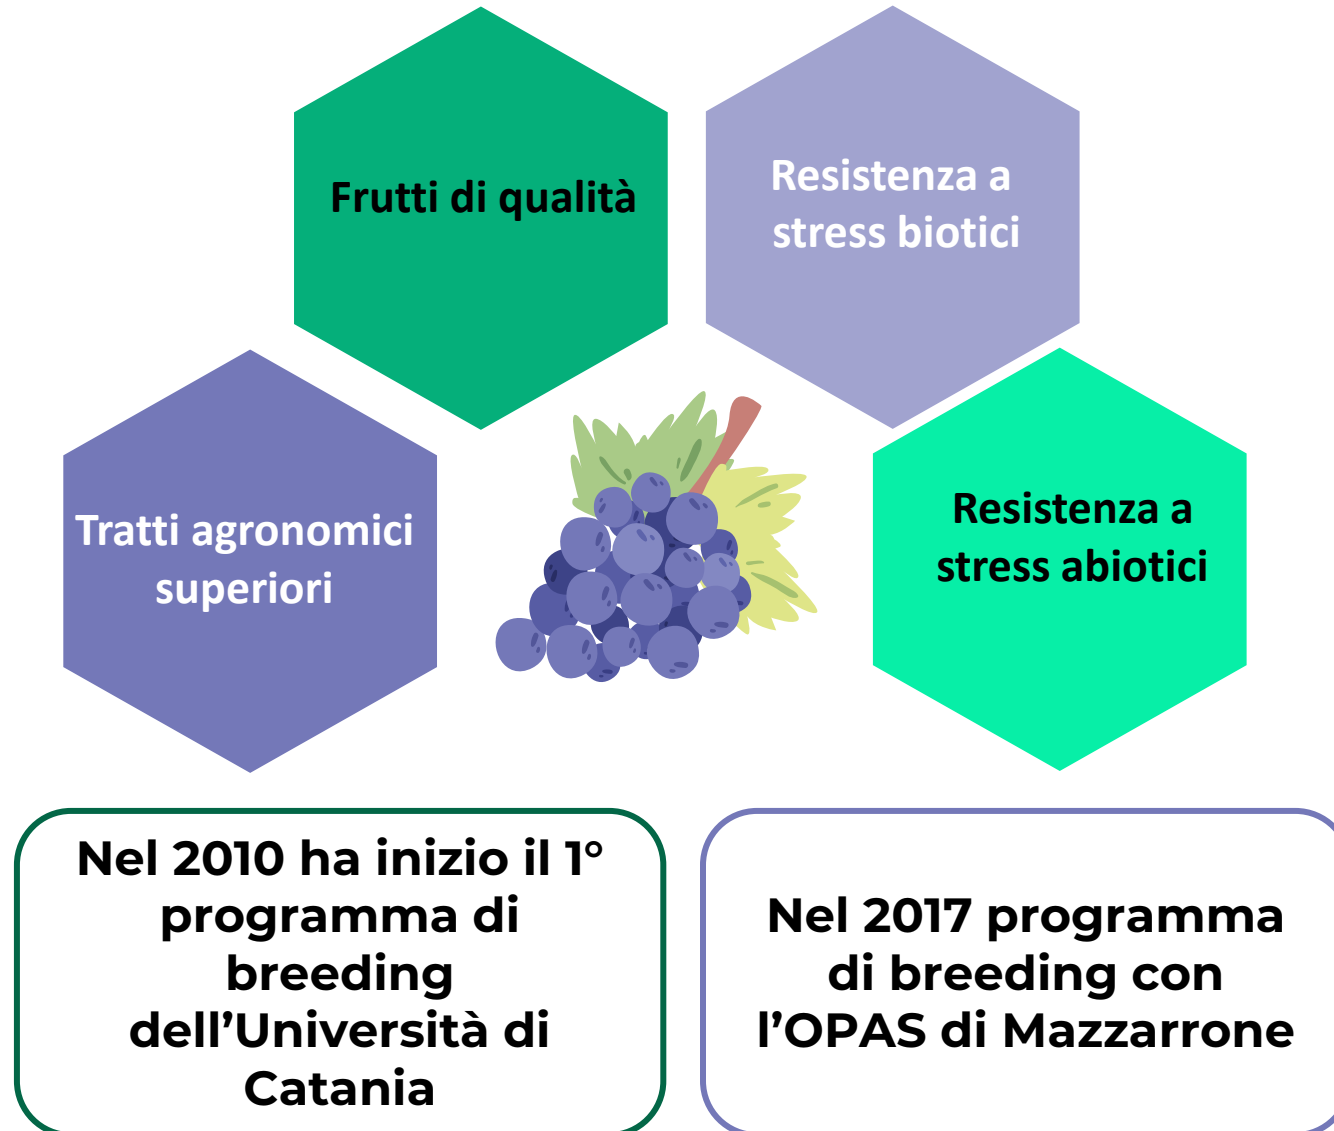 Frutti di qualità
Resistenza a
stress biotici
Tratti agronomici
superiori
Resistenza a
stress abiotici
Nel 2010 ha inizio il 1°
programma di
breeding
dell’Università di
Catania
Nel 2017 programma
di breeding con
l’OPAS di Mazzarrone